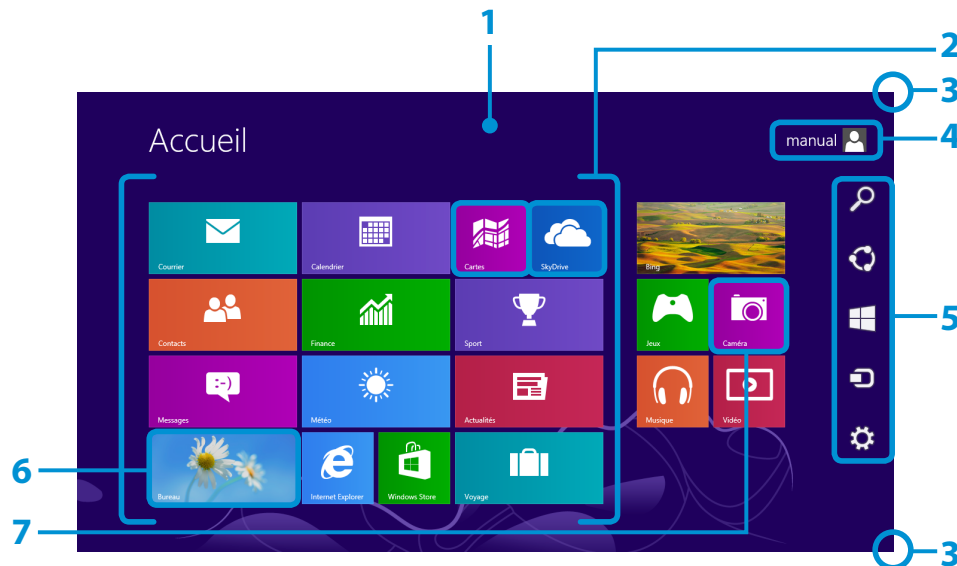 1
2
3
Accueil
manual
4
Courrier
Calendrier
Cartes
SkyDrive
Bing
Contacts
Finance
Sport
Jeux
Caméra
5
:-)
Messages
Météo
Actualités
Musique
Vidéo
6
Bureau
Internet Explorer
Windows Store
Voyage
7
3